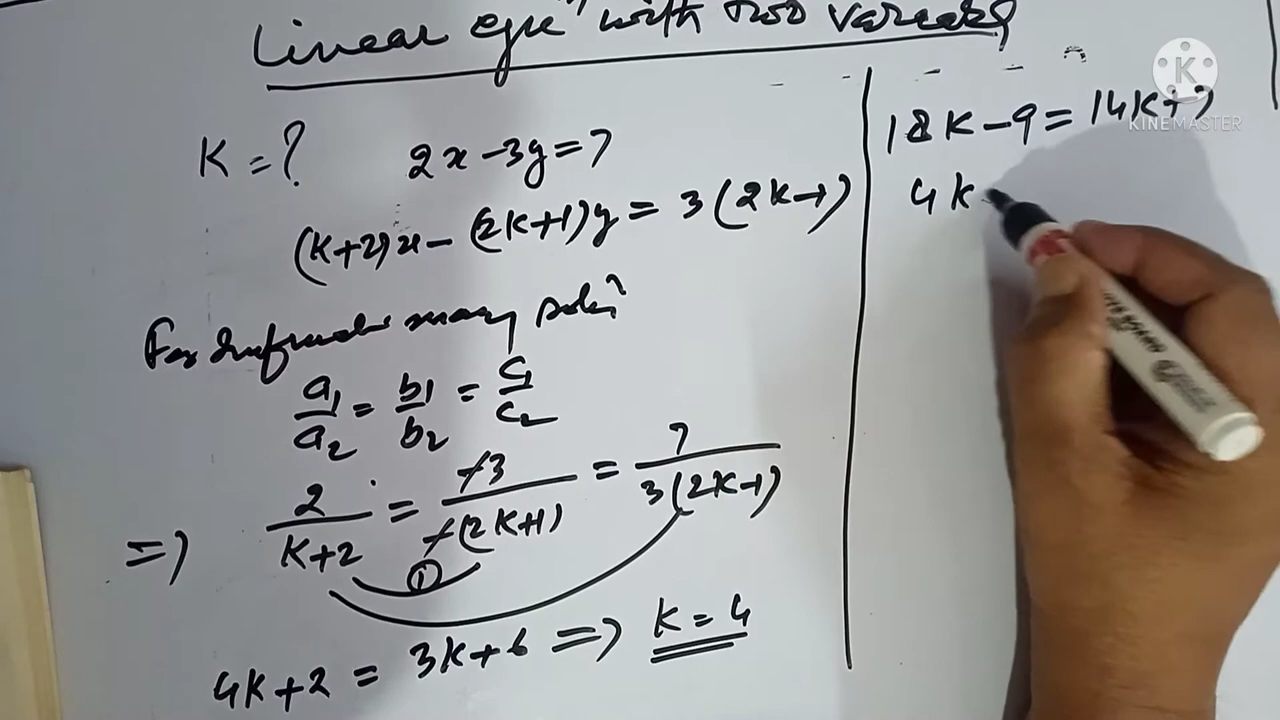 Linear eqnⁿ with two variables
K = ? 2x - 3y = 7
(K+2)x - (2K+1)y = 3(2K-1)
For infinite many solⁿ
a₁/a₂ = b₁/b₂ = c₁/c₂
=> 2/(K+2) = -3/-(2K+1) = 7/3(2K-1)
①
4K+2 = 3K+6 => K = 4
18K - 9 = 14K + 7
4K
K
KINEMASTER